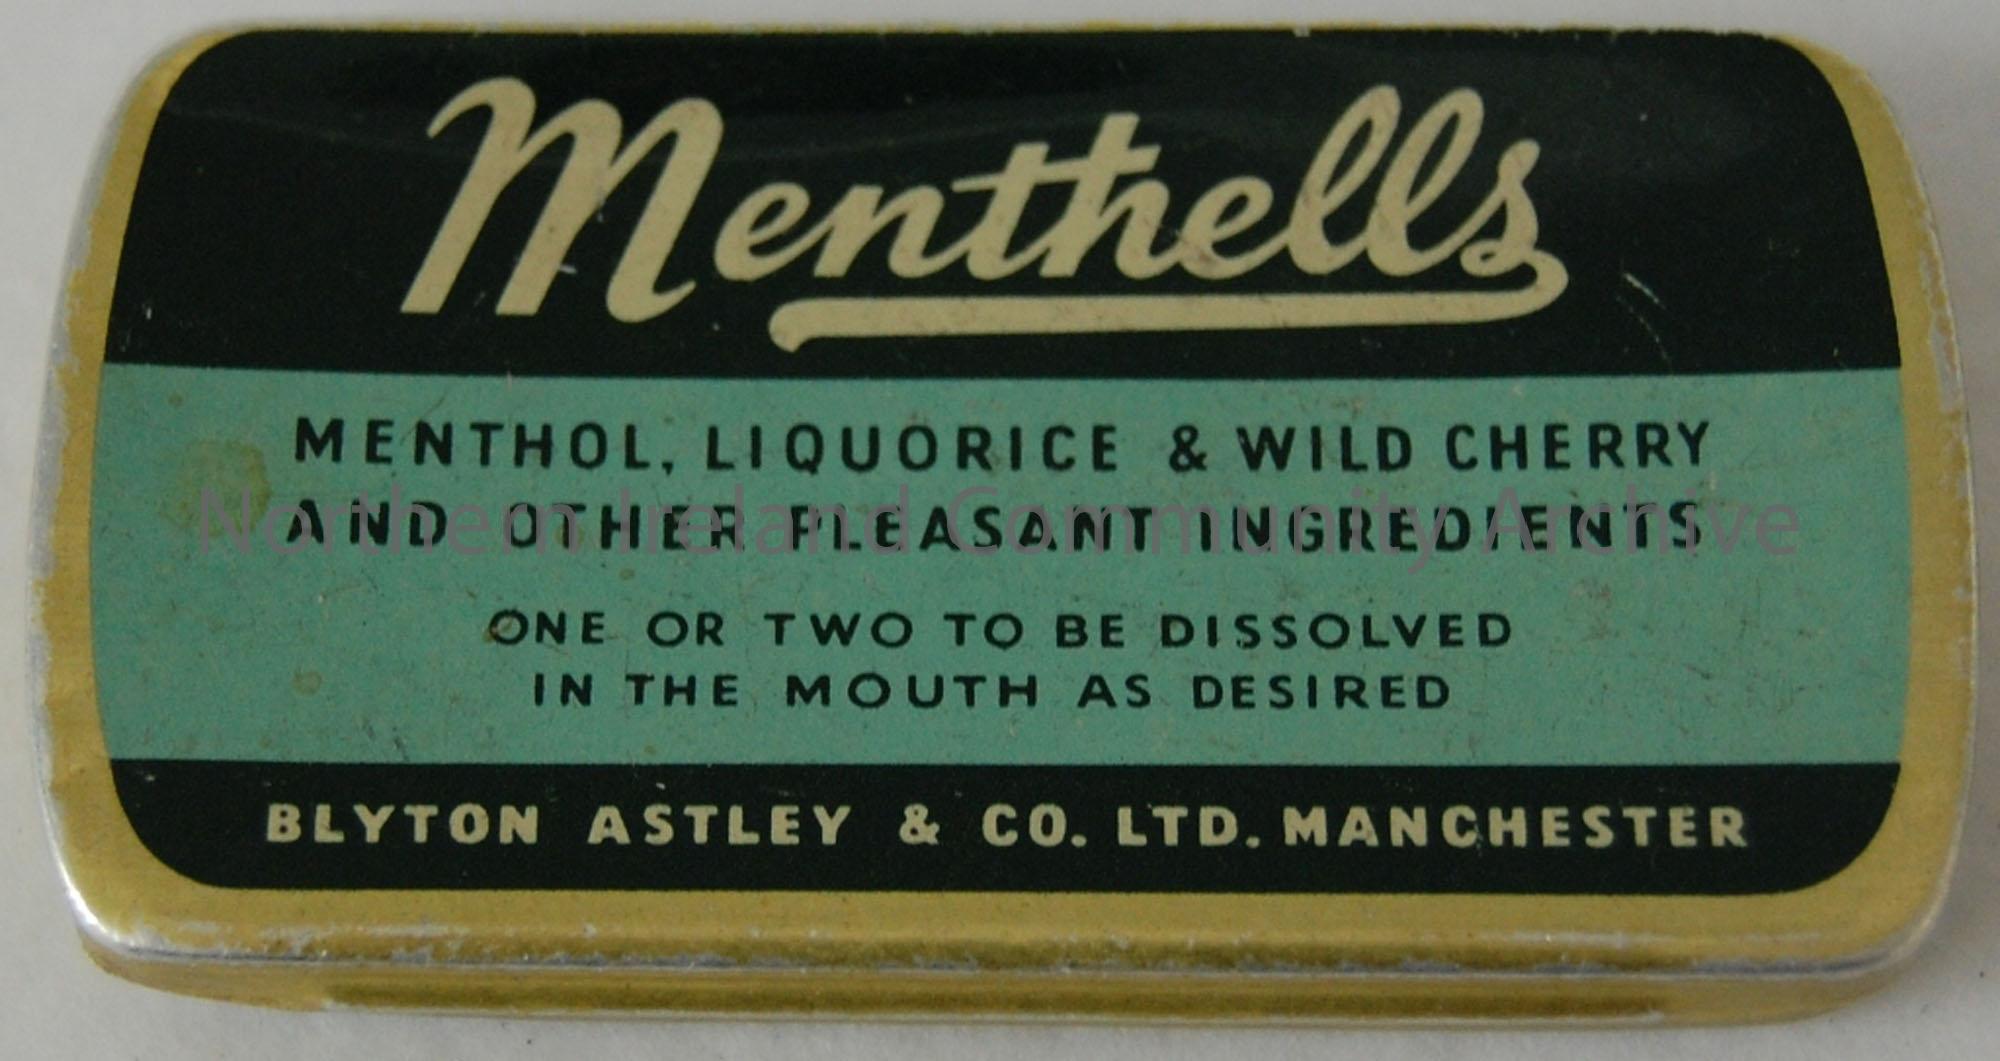 Menthells
MENTHOL, LIQUORICE & WILD CHERRY
AND OTHER PLEASANT INGREDIENTS
Northern Ireland Community Archive
ONE OR TWO TO BE DISSOLVED
IN THE MOUTH AS DESIRED
BLYTON ASTLEY & CO. LTD. MANCHESTER